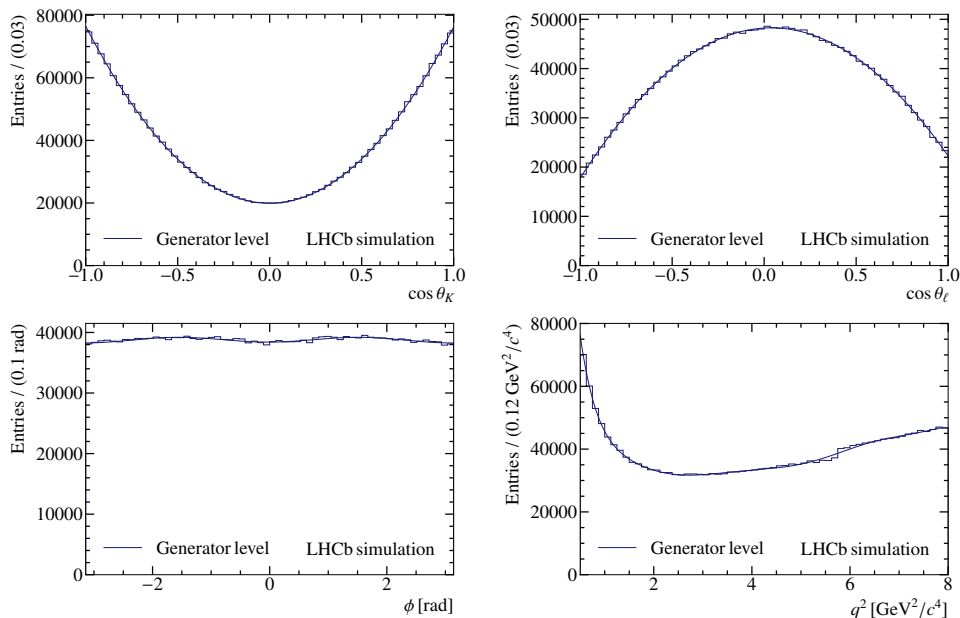 Entries / (0.03)
80000
60000
40000
20000
0
Generator level
LHCb simulation
−1.0 −0.5 0.0 0.5 1.0
cos θ_K
Entries / (0.03)
50000
40000
30000
20000
10000
0
Generator level
LHCb simulation
−1.0 −0.5 0.0 0.5 1.0
cos θ_ℓ
Entries / (0.1 rad)
40000
30000
20000
10000
0
Generator level
LHCb simulation
−2 0 2
ϕ [rad]
Entries / (0.12 GeV²/c⁴)
80000
60000
40000
20000
0
Generator level
LHCb simulation
2 4 6 8
q² [GeV²/c⁴]